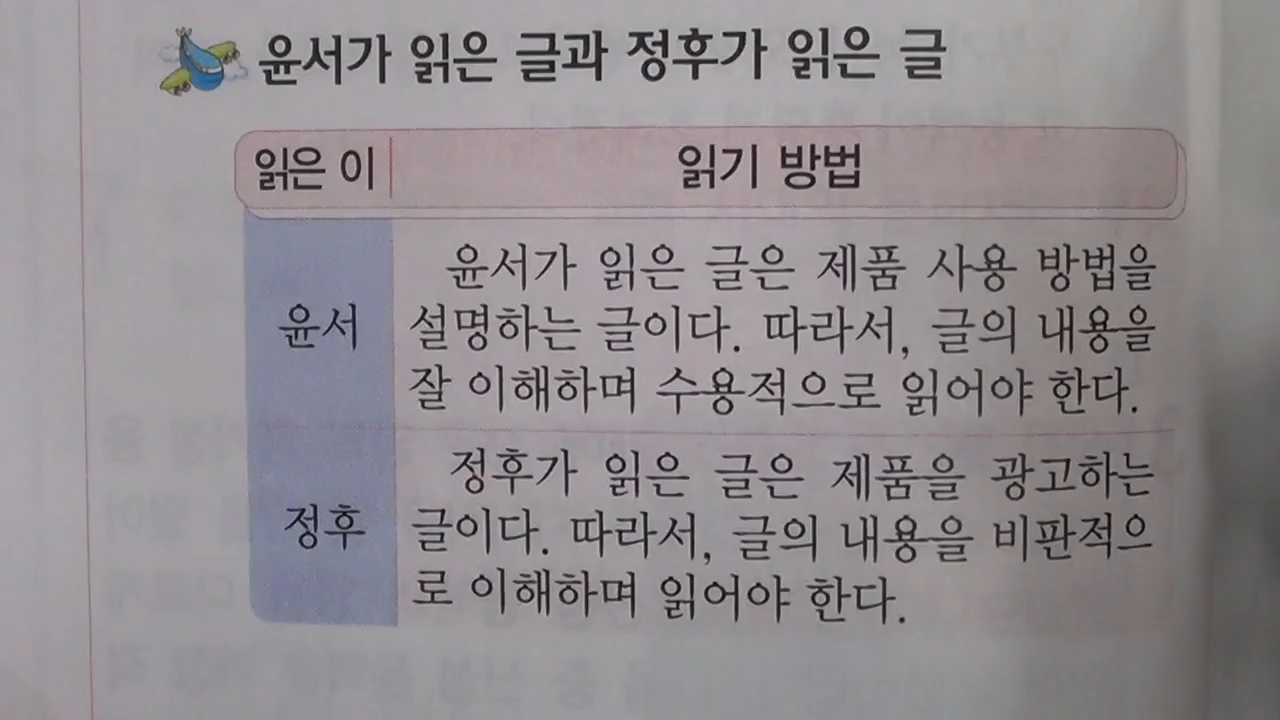 윤서가 읽은 글과 정후가 읽은 글
읽은 이 읽기 방법
윤서
윤서가 읽은 글은 제품 사용 방법을
설명하는 글이다. 따라서, 글의 내용을
잘 이해하며 수용적으로 읽어야 한다.
정후
정후가 읽은 글은 제품을 광고하는
글이다. 따라서, 글의 내용을 비판적으
로 이해하며 읽어야 한다.